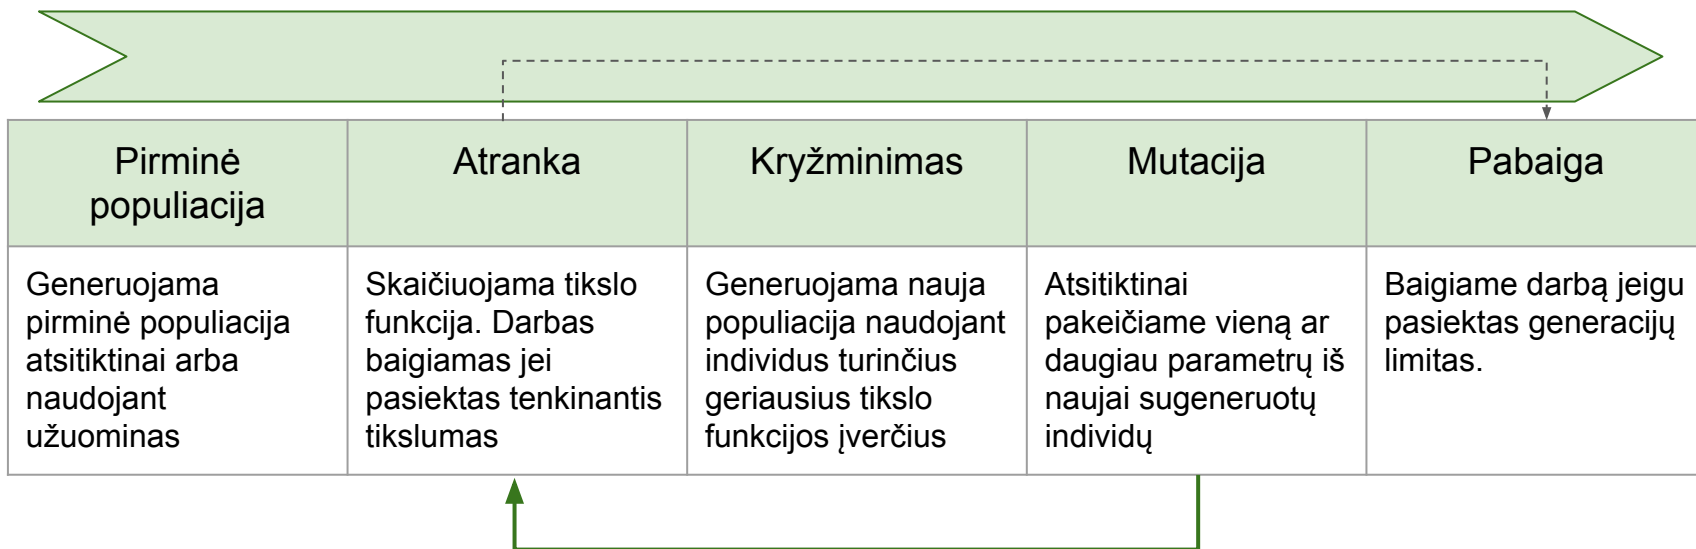 Pirminė
populiacija
Atranka
Kryžminimas
Mutacija
Pabaiga
Generuojama
pirminė populiacija
atsitiktinai arba
naudojant
užuominas
Skaičiuojama tikslo
funkcija. Darbas
baigiamas jei
pasiektas tenkinantis
tikslumas
Generuojama nauja
populiacija naudojant
individus turinčius
geriausius tikslo
funkcijos įverčius
Atsitiktinai
pakeičiame vieną ar
daugiau parametrų iš
naujai sugeneruotų
individų
Baigiame darbą jeigu
pasiektas generacijų
limitas.